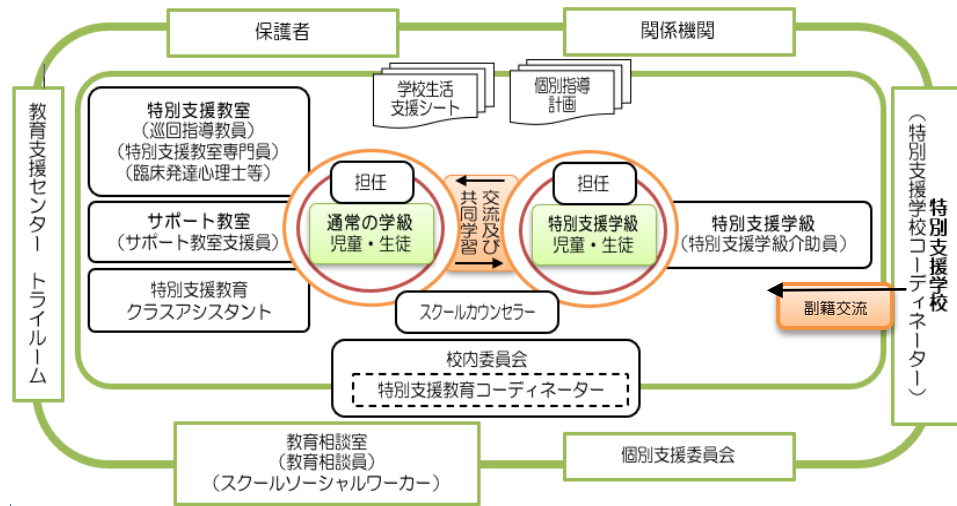 保護者
関係機関
学校生活
支援シート
個別指導
計画
教育支援センター　トライルーム
特別支援教室
（巡回指導教員）
（特別支援教室専門員）
（臨床発達心理士等）
サポート教室
（サポート教室支援員）
特別支援教育
クラスアシスタント
担任
通常の学級
児童・生徒
交流及び
共同学習
担任
特別支援学級
児童・生徒
特別支援学級
（特別支援学級介助員）
特別支援学校
（特別支援学校コーディネーター）
副籍交流
スクールカウンセラー
校内委員会
特別支援教育コーディネーター
教育相談室
（教育相談員）
（スクールソーシャルワーカー）
個別支援委員会